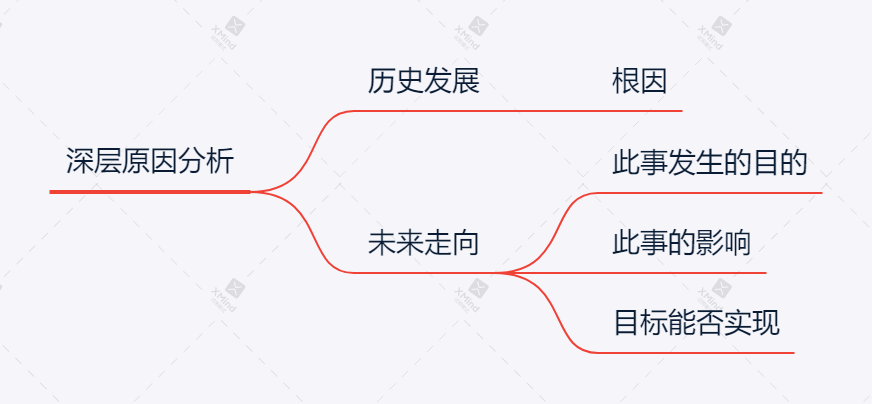 深层原因分析
历史发展
根因
未来走向
此事发生的目的
此事的影响
目标能否实现
XMind
XMind
XMind
XMind
XMind
XMind